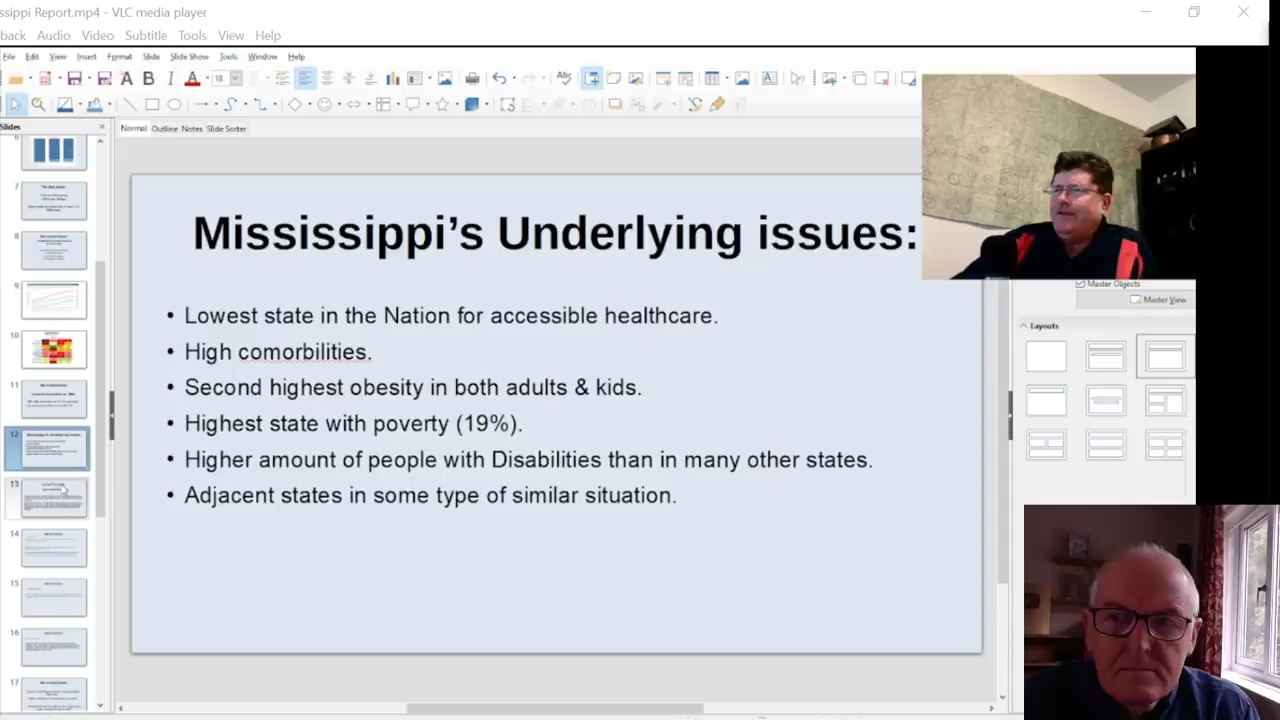 ssippi Report.mp4 - VLC media player
back Audio Video Subtitle Tools View Help
File Edit View Insert Format Slide Slide Show Tools Window Help
18
Slides
Normal Outline Notes Slide Sorter
6
7
8
9
10
11
12
13
14
15
16
17
Mississippi’s Underlying issues:
• Lowest state in the Nation for accessible healthcare.
• High comorbilities.
• Second highest obesity in both adults & kids.
• Highest state with poverty (19%).
• Higher amount of people with Disabilities than in many other states.
• Adjacent states in some type of similar situation.
Master Objects
Master View
Layouts